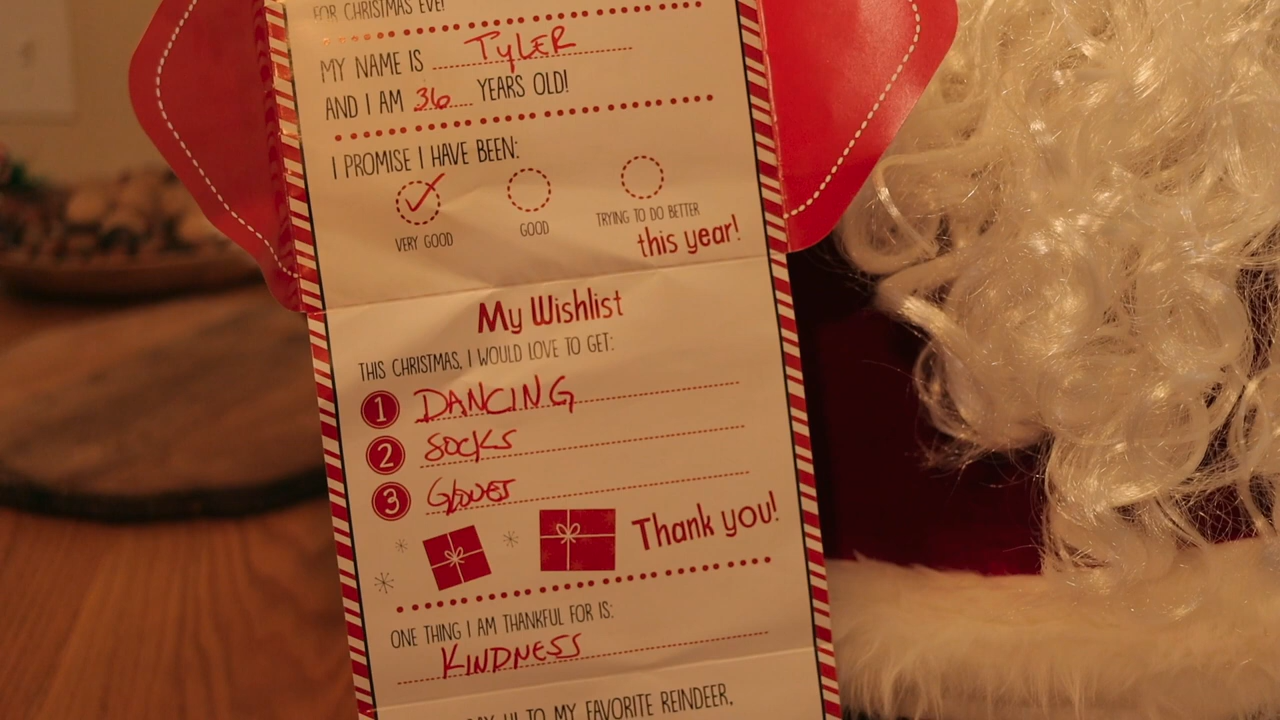 FOR CHRISTMAS EVE!
MY NAME IS TyLER
AND I AM 36 YEARS OLD!
I PROMISE I HAVE BEEN:
VERY GOOD
GOOD
TRYING TO DO BETTER
this year!
My Wishlist
THIS CHRISTMAS, I WOULD LOVE TO GET:
1 DANCING
2 SOCKS
3 GLOVES
Thank you!
ONE THING I AM THANKFUL FOR IS:
KINDNESS
SAY HI TO MY FAVORITE REINDEER,